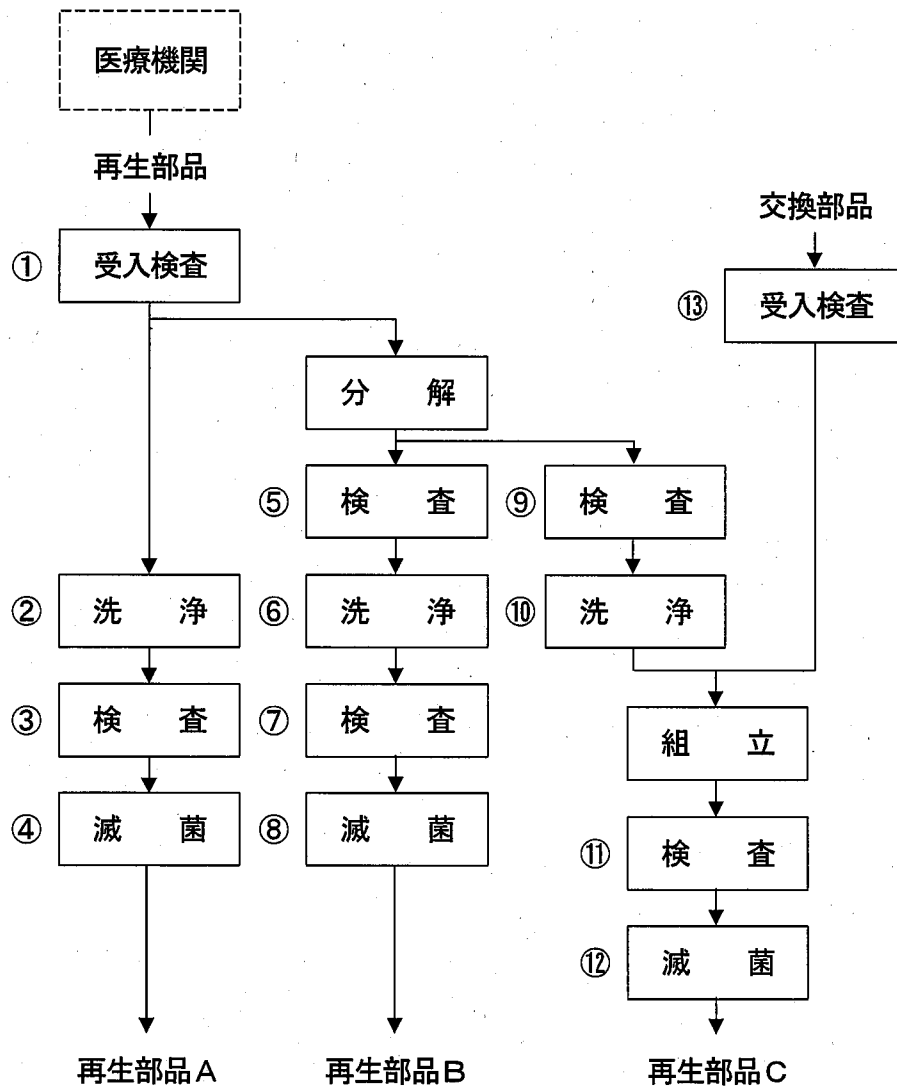 医療機関
再生部品
① 受入検査
交換部品
⑬ 受入検査
分 解
⑤ 検 査
⑨ 検 査
② 洗 浄
⑥ 洗 浄
⑩ 洗 浄
③ 検 査
⑦ 検 査
組 立
④ 滅 菌
⑧ 滅 菌
⑪ 検 査
⑫ 滅 菌
再生部品A
再生部品B
再生部品C